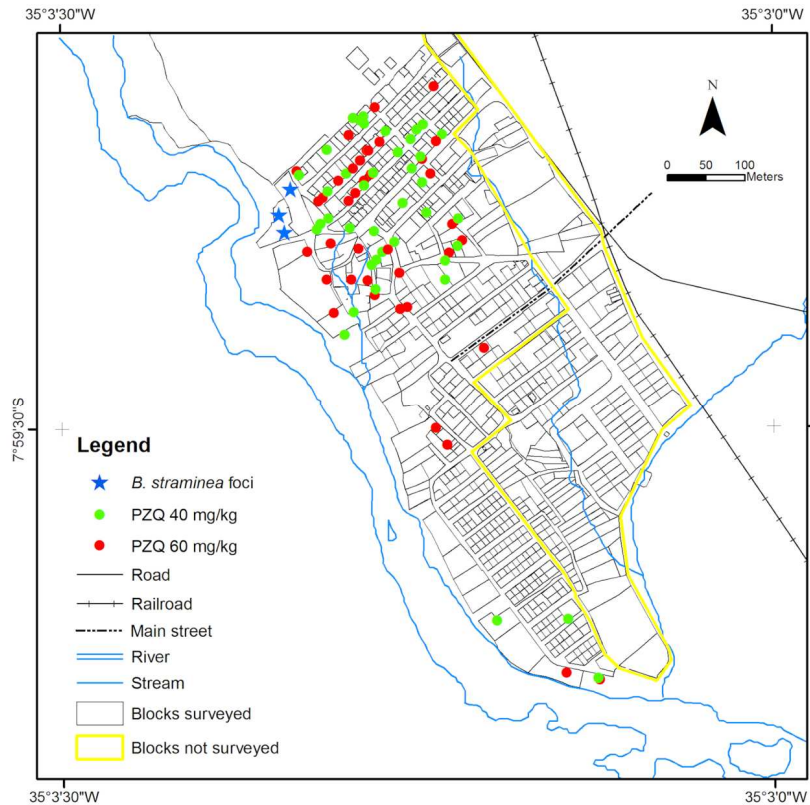 35°3'30"W
35°3'0"W
N
0 50 100
Meters
7°59'30"S
Legend
B. straminea foci
PZQ 40 mg/kg
PZQ 60 mg/kg
Road
Railroad
Main street
River
Stream
Blocks surveyed
Blocks not surveyed
35°3'30"W
35°3'0"W